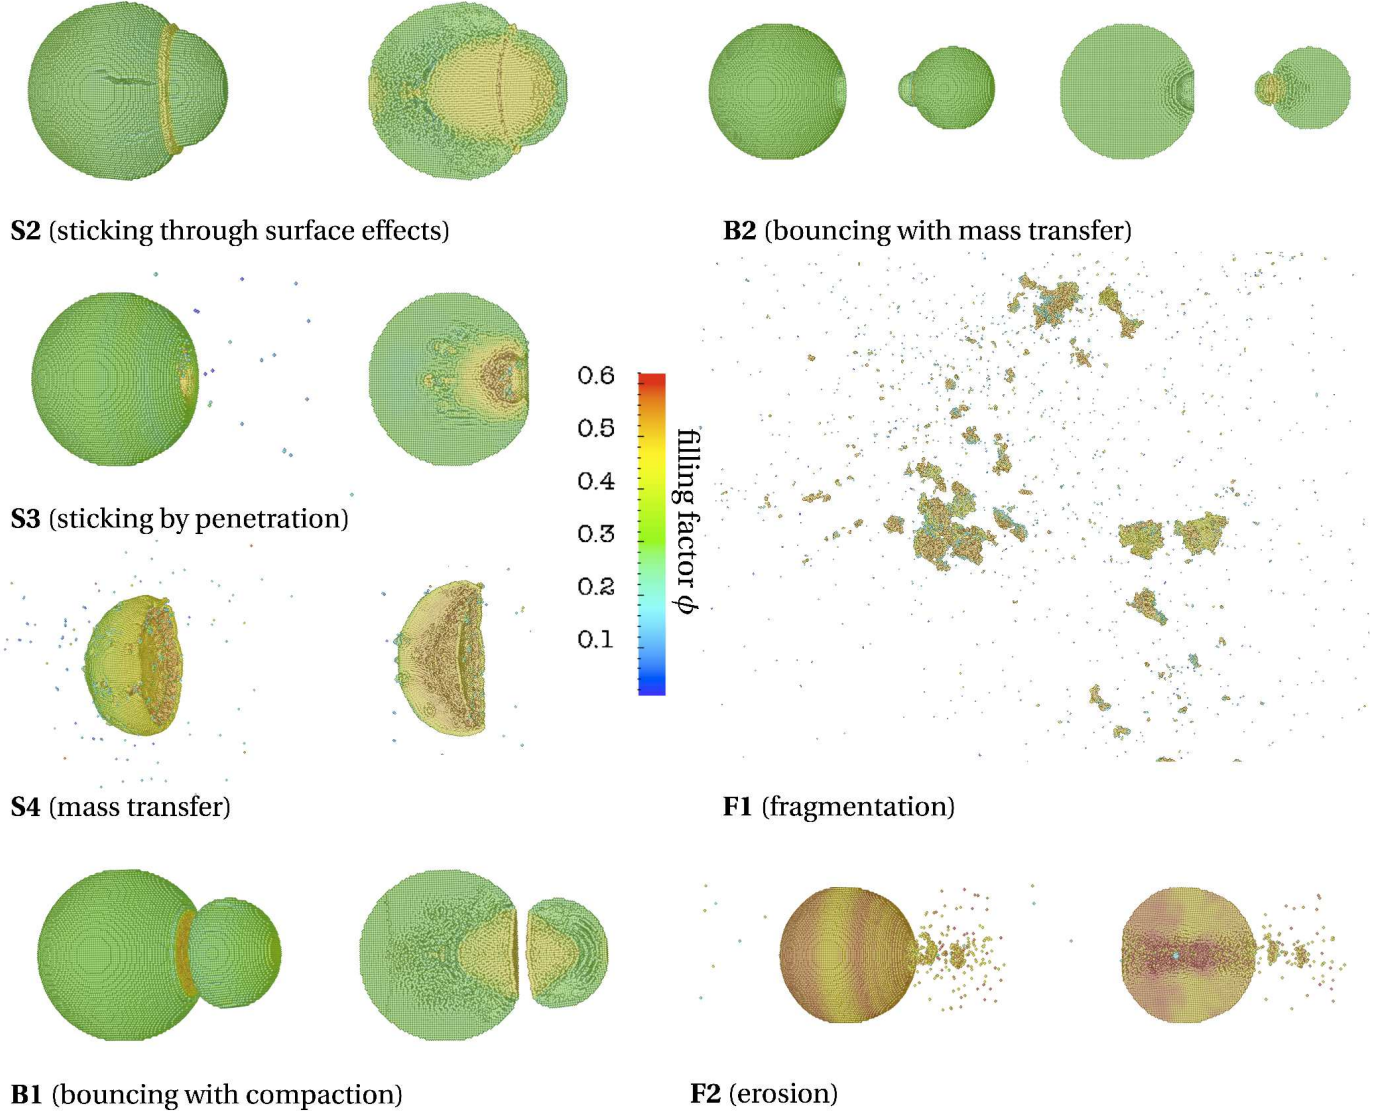 S2 (sticking through surface effects)
B2 (bouncing with mass transfer)
S3 (sticking by penetration)
0.6
0.5
0.4
0.3
0.2
0.1
filling factor ϕ
S4 (mass transfer)
F1 (fragmentation)
B1 (bouncing with compaction)
F2 (erosion)